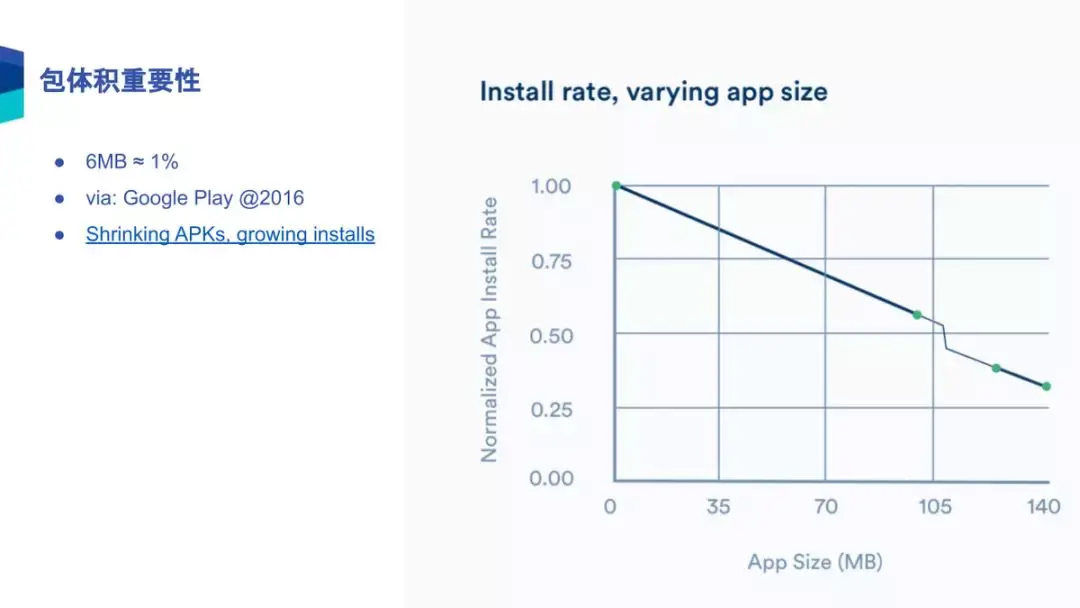 包体积重要性
● 6MB ≈ 1%
● via: Google Play @2016
● Shrinking APKs, growing installs
Install rate, varying app size
Normalized App Install Rate
1.00
0.75
0.50
0.25
0.00
0 35 70 105 140
App Size (MB)